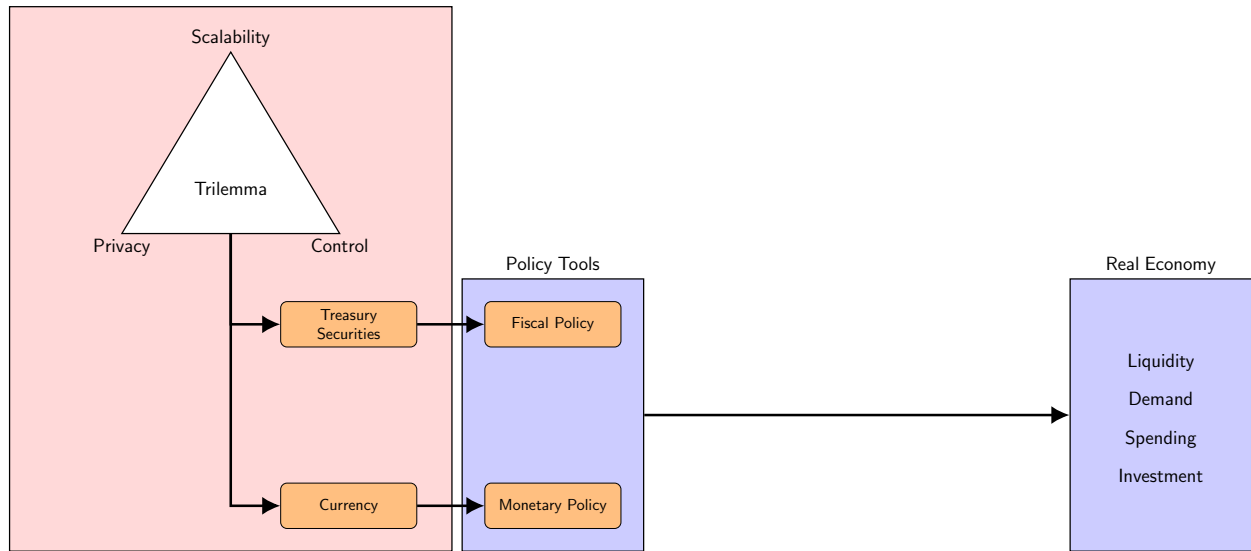 Scalability
Trilemma
Privacy
Control
Policy Tools
Real Economy
Treasury
Securities
Fiscal Policy
Liquidity
Demand
Spending
Investment
Currency
Monetary Policy